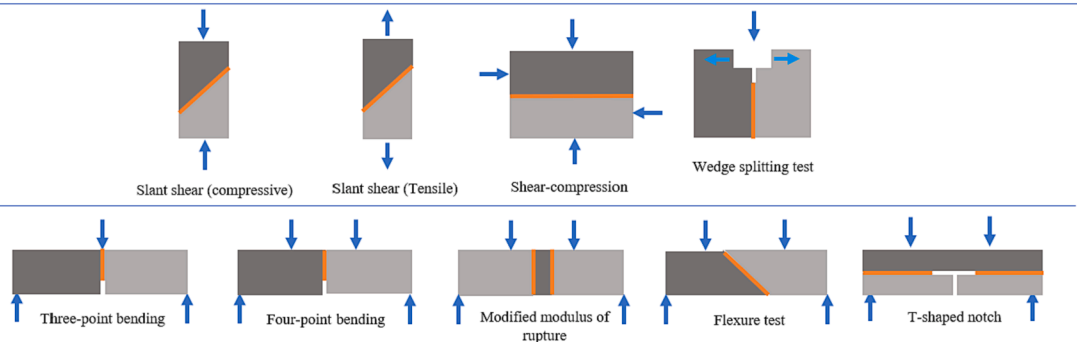 Slant shear (compressive)
Slant shear (Tensile)
Shear-compression
Wedge splitting test
Three-point bending
Four-point bending
Modified modulus of
rupture
Flexure test
T-shaped notch